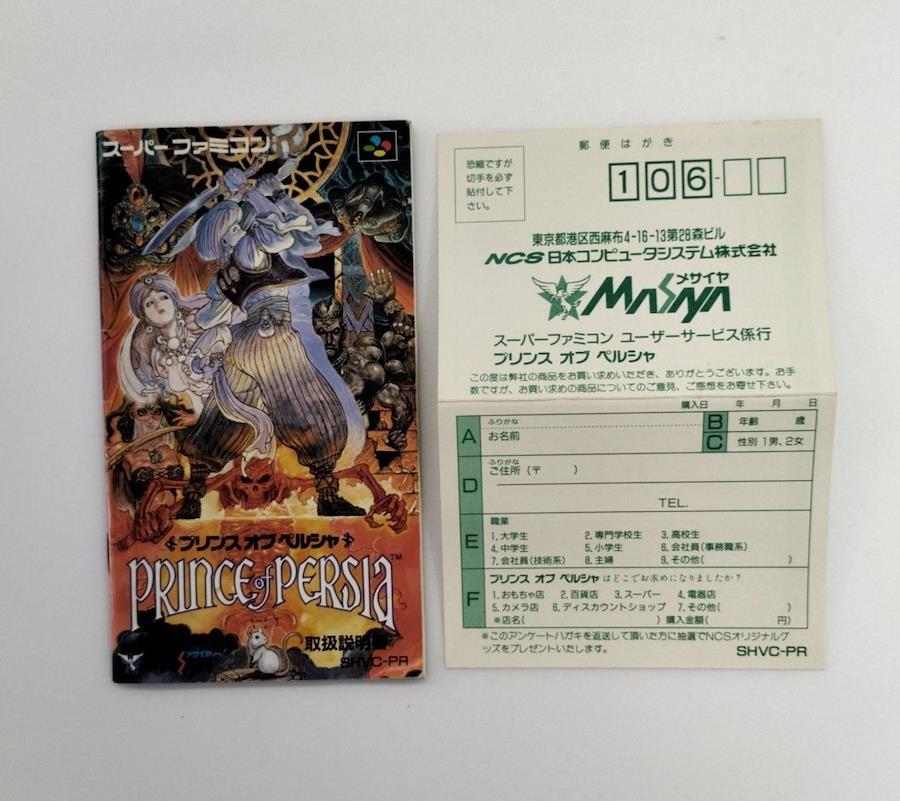 スーパーファミコン
プリンス オブ ペルシャ
PRINCE of PERSIA™
取扱説明書
メサイヤ
SHVC-PR
郵便はがき
恐縮ですが
切手を必ず
貼付して下
さい。
106-
東京都港区西麻布4-16-13第28森ビル
NCS 日本コンピュータシステム株式会社
メサイヤ
MASAYA
スーパーファミコン ユーザーサービス係行
プリンス オブ ペルシャ
この度は弊社の商品をお買い求めいただき、ありがとうございます。お手
数ですが、お買い求めの商品についてのご意見、ご感想をお寄せ下さい。
購入日 年 月 日
A ふりがな
お名前
B 年齢 歳
C 性別 1男、2女
D ふりがな
ご住所 (〒 )
TEL.
E 職業
1.大学生 2.専門学校生 3.高校生
4.中学生 5.小学生 6.会社員(事務職系)
7.会社員(技術系) 8.主婦 9.その他( )
F プリンス オブ ペルシャ はどこでお求めになりましたか?
1.おもちゃ店 2.百貨店 3.スーパー 4.電器店
5.カメラ店 6.ディスカウントショップ 7.その他( )
※店名( ) 購入金額( 円)
※このアンケートハガキを返送して頂いた方に抽選でNCSオリジナルグ
ッズをプレゼントいたします。
SHVC-PR